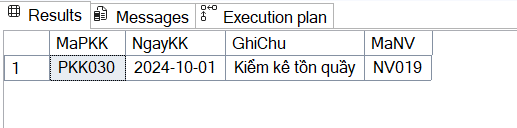 Results Messages Execution plan
MaPKK NgayKK GhiChu MaNV
1 PKK030 2024-10-01 Kiểm kê tồn quầy NV019